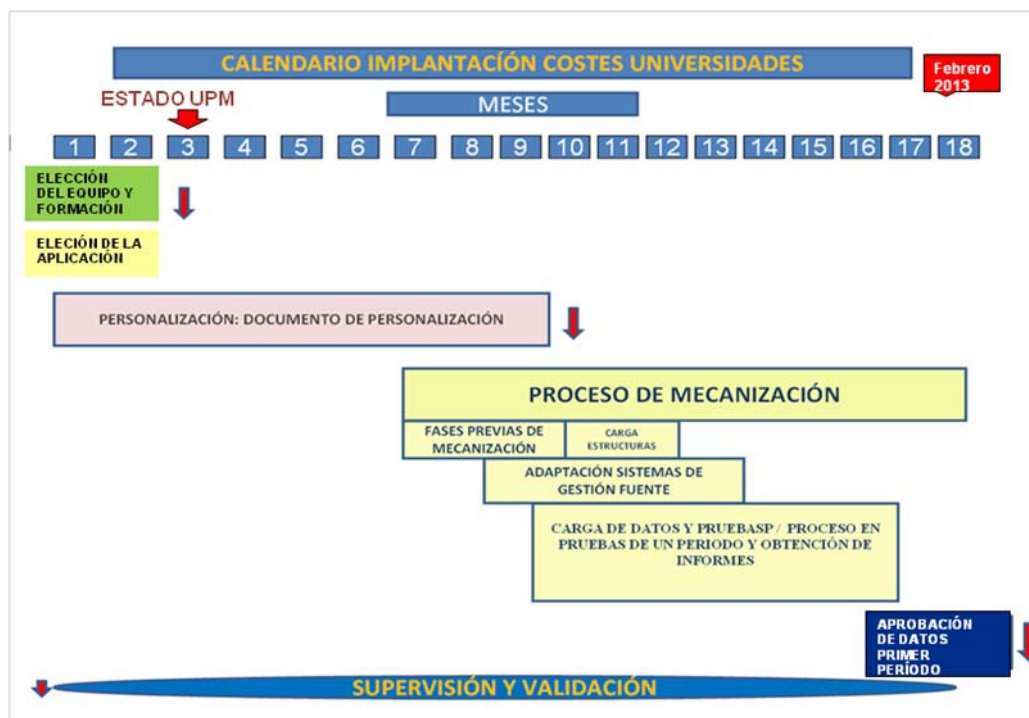 CALENDARIO IMPLANTACÍÓN COSTES UNIVERSIDADES
Febrero
2013
ESTADO UPM
MESES
1 2 3 4 5 6 7 8 9 10 11 12 13 14 15 16 17 18
ELECCIÓN
DEL EQUIPO Y
FORMACIÓN
ELECIÓN DE LA
APLICACIÓN
PERSONALIZACIÓN: DOCUMENTO DE PERSONALIZACIÓN
PROCESO DE MECANIZACIÓN
FASES PREVIAS DE
MECANIZACIÓN
CARGA
ESTRUCTURAS
ADAPTACIÓN SISTEMAS DE
GESTIÓN FUENTE
CARGA DE DATOS Y PRUEBASP / PROCESO EN
PRUEBAS DE UN PERIODO Y OBTENCIÓN DE
INFORMES
APROBACIÓN
DE DATOS
PRIMER
PERÍODO
SUPERVISIÓN Y VALIDACIÓN